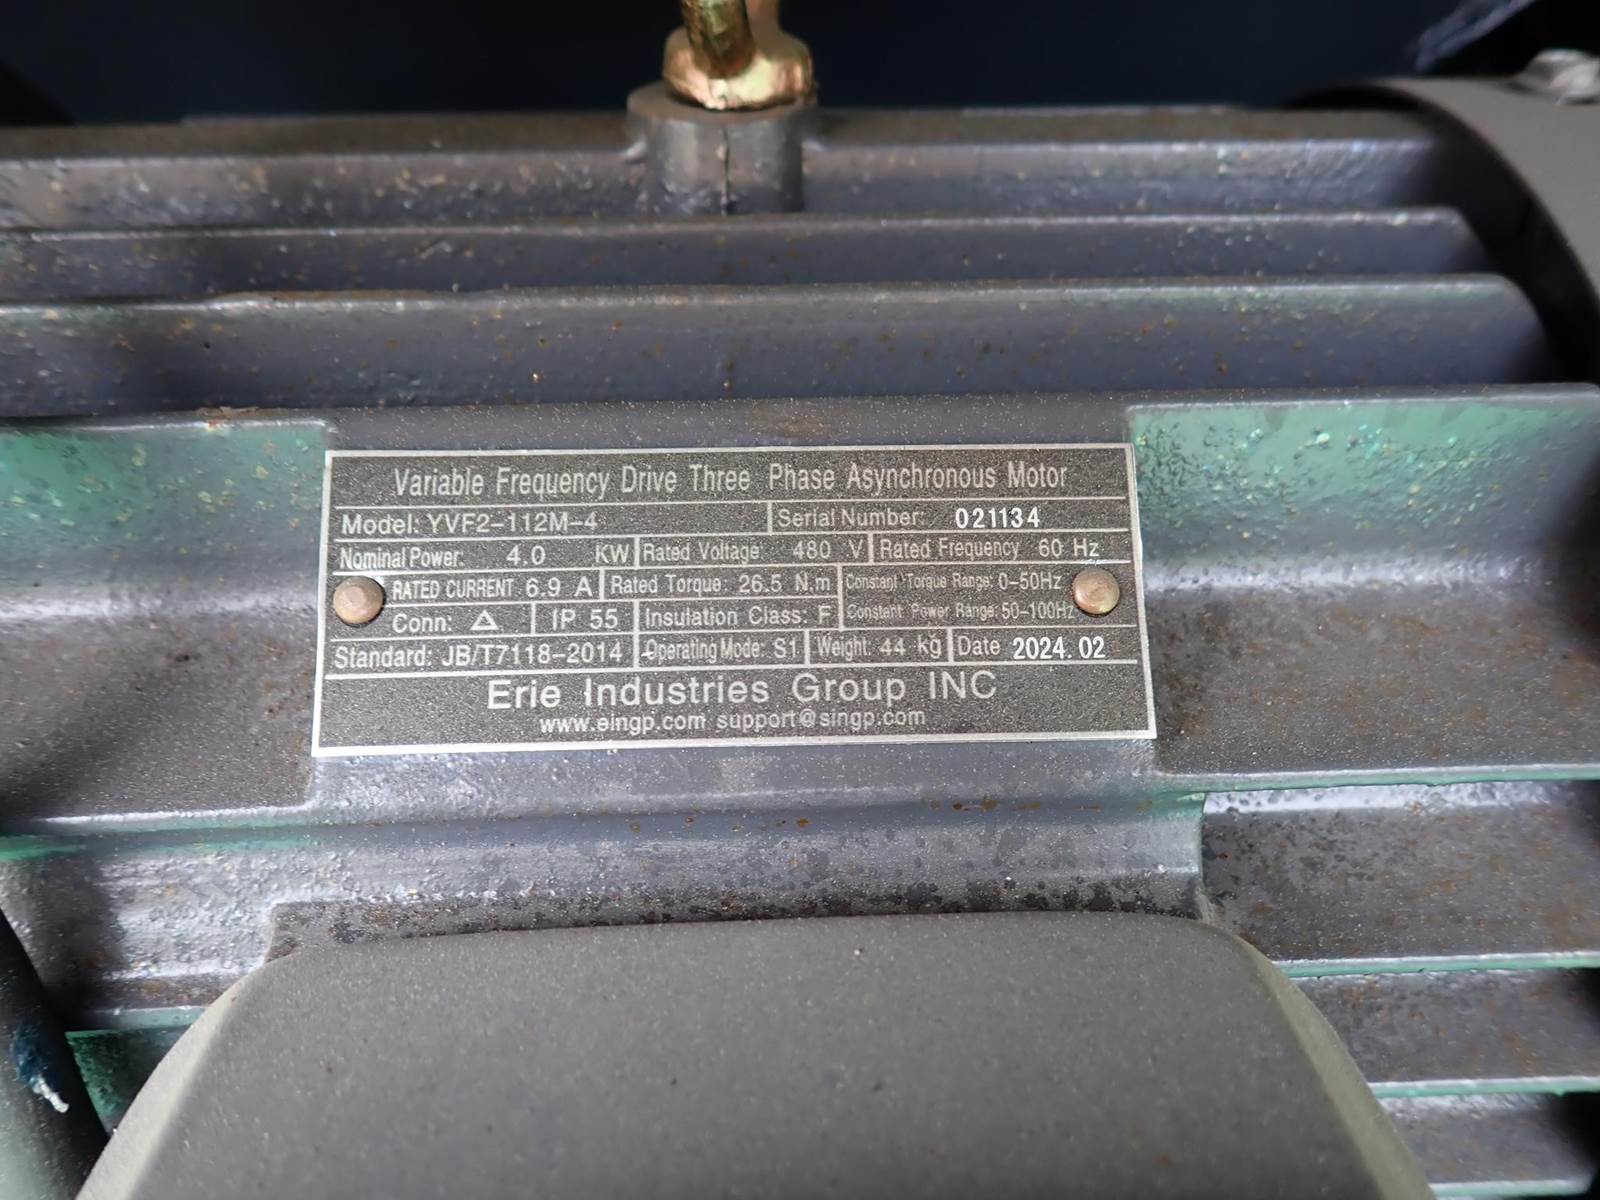 Variable Frequency Drive Three Phase Asynchronous Motor
Model: YVF2-112M-4 Serial Number: 021134
Nominal Power: 4.0 KW Rated Voltage: 480 V Rated Frequency 60 Hz
RATED CURRENT 6.9 A Rated Torque: 26.5 N.m Constant Torque Range: 0-50Hz
Conn: △ IP 55 Insulation Class: F Constant Power Range: 50-100Hz
Standard: JB/T7118-2014 Operating Mode: S1 Weight: 44 kg Date 2024.02
Erie Industries Group INC
www.eingp.com support@singp.com